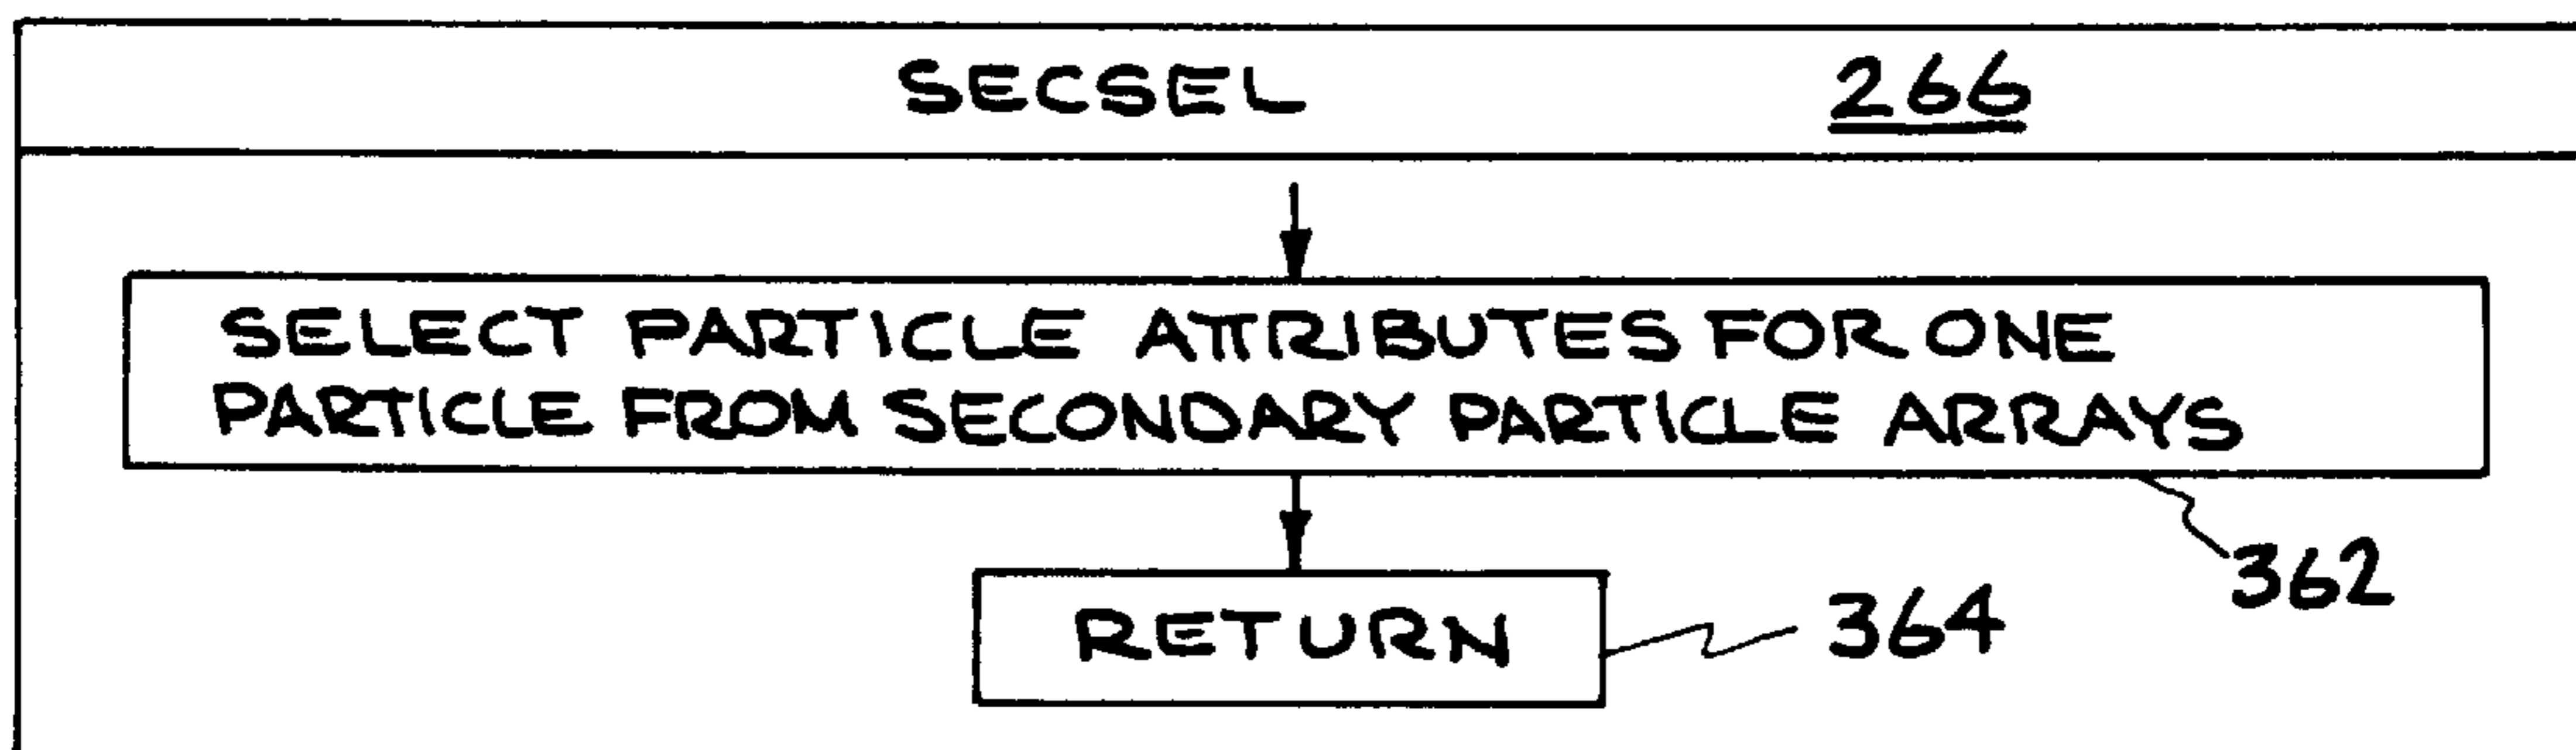 SECSEL 266
SELECT PARTICLE ATTRIBUTES FOR ONE
PARTICLE FROM SECONDARY PARTICLE ARRAYS
362
RETURN 364